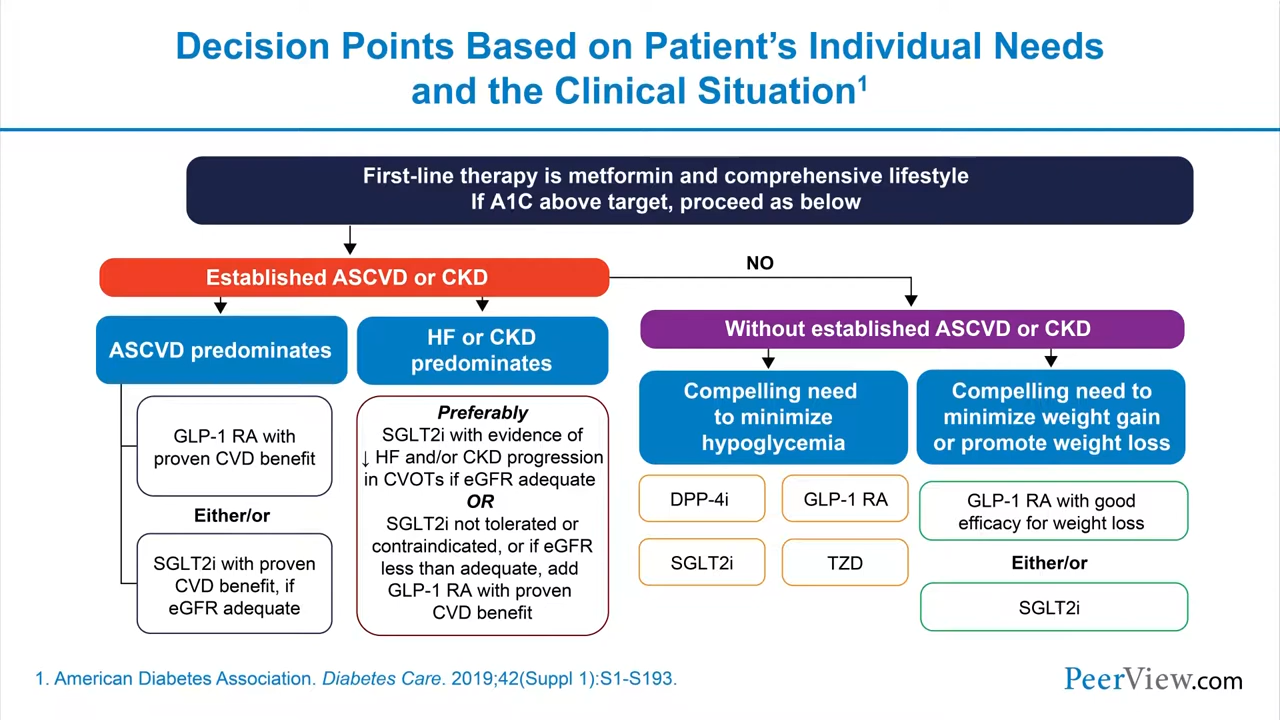 Decision Points Based on Patient’s Individual Needs
and the Clinical Situation1
First-line therapy is metformin and comprehensive lifestyle
If A1C above target, proceed as below
Established ASCVD or CKD
NO
ASCVD predominates
HF or CKD
predominates
GLP-1 RA with
proven CVD benefit
Either/or
SGLT2i with proven
CVD benefit, if
eGFR adequate
Preferably
SGLT2i with evidence of
↓ HF and/or CKD progression
in CVOTs if eGFR adequate
OR
SGLT2i not tolerated or
contraindicated, or if eGFR
less than adequate, add
GLP-1 RA with proven
CVD benefit
Without established ASCVD or CKD
Compelling need
to minimize
hypoglycemia
DPP-4i
GLP-1 RA
SGLT2i
TZD
Compelling need to
minimize weight gain
or promote weight loss
GLP-1 RA with good
efficacy for weight loss
Either/or
SGLT2i
1. American Diabetes Association. Diabetes Care. 2019;42(Suppl 1):S1-S193.
PeerView.com